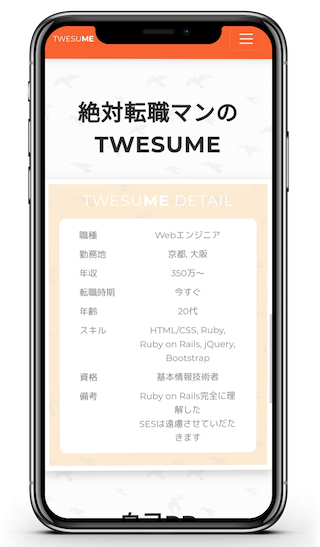 TWESUME
絶対転職マンの
TWESUME
TWESUME DETAIL
職種 Webエンジニア
勤務地 京都, 大阪
年収 350万〜
転職時期 今すぐ
年齢 20代
スキル HTML/CSS, Ruby,
Ruby on Rails, jQuery,
Bootstrap
資格 基本情報技術者
備考 Ruby on Rails完全に理
解した
SESは遠慮させていただ
きます
自己PR